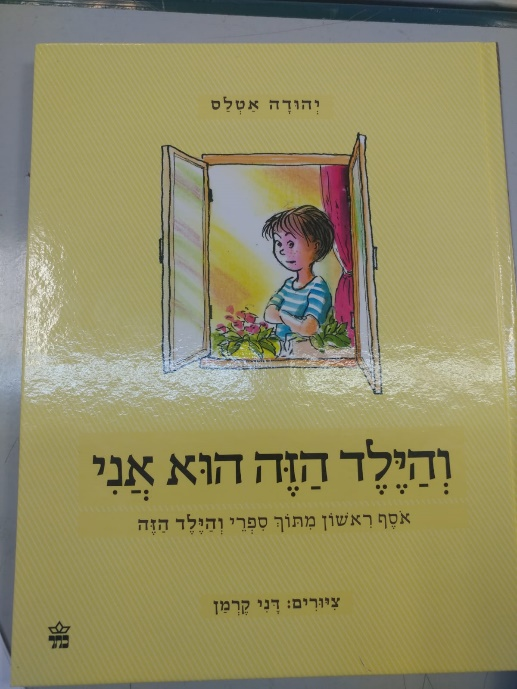 יְהוּדָה אַטְלַס
וְהַיֶּלֶד הַזֶּה הוּא אֲנִי
אֹסֶף רִאשׁוֹן מִתּוֹךְ סִפְרֵי וְהַיֶּלֶד הַזֶּה
צִיּוּרִים: דָּנִי קֶרְמַן
כתר